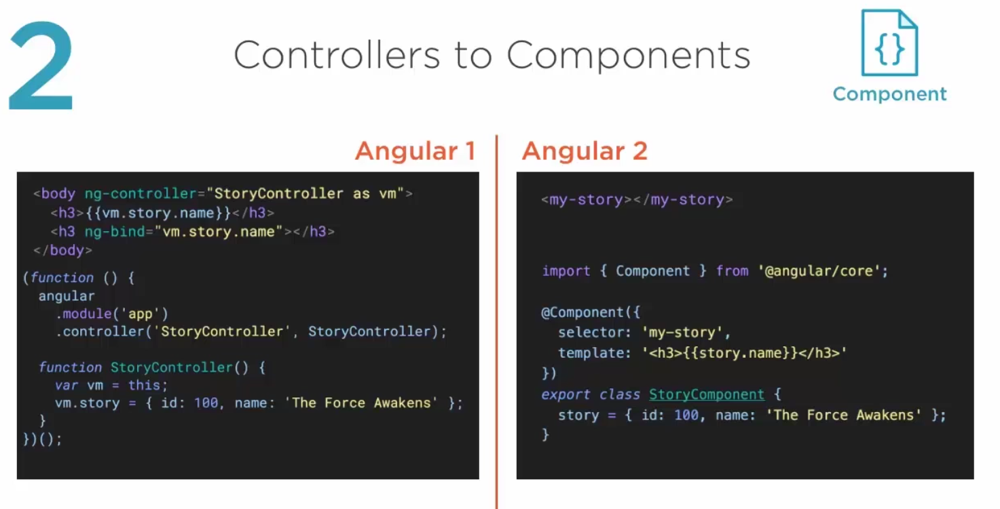 2
Controllers to Components
{}
Component
Angular 1
<body ng-controller="StoryController as vm">
<h3>{{vm.story.name}}</h3>
<h3 ng-bind="vm.story.name"></h3>
</body>
(function () {
angular
.module('app')
.controller('StoryController', StoryController);
function StoryController() {
var vm = this;
vm.story = { id: 100, name: 'The Force Awakens' };
}
})();
Angular 2
<my-story></my-story>
import { Component } from '@angular/core';
@Component({
selector: 'my-story',
template: '<h3>{{story.name}}</h3>'
})
export class StoryComponent {
story = { id: 100, name: 'The Force Awakens' };
}